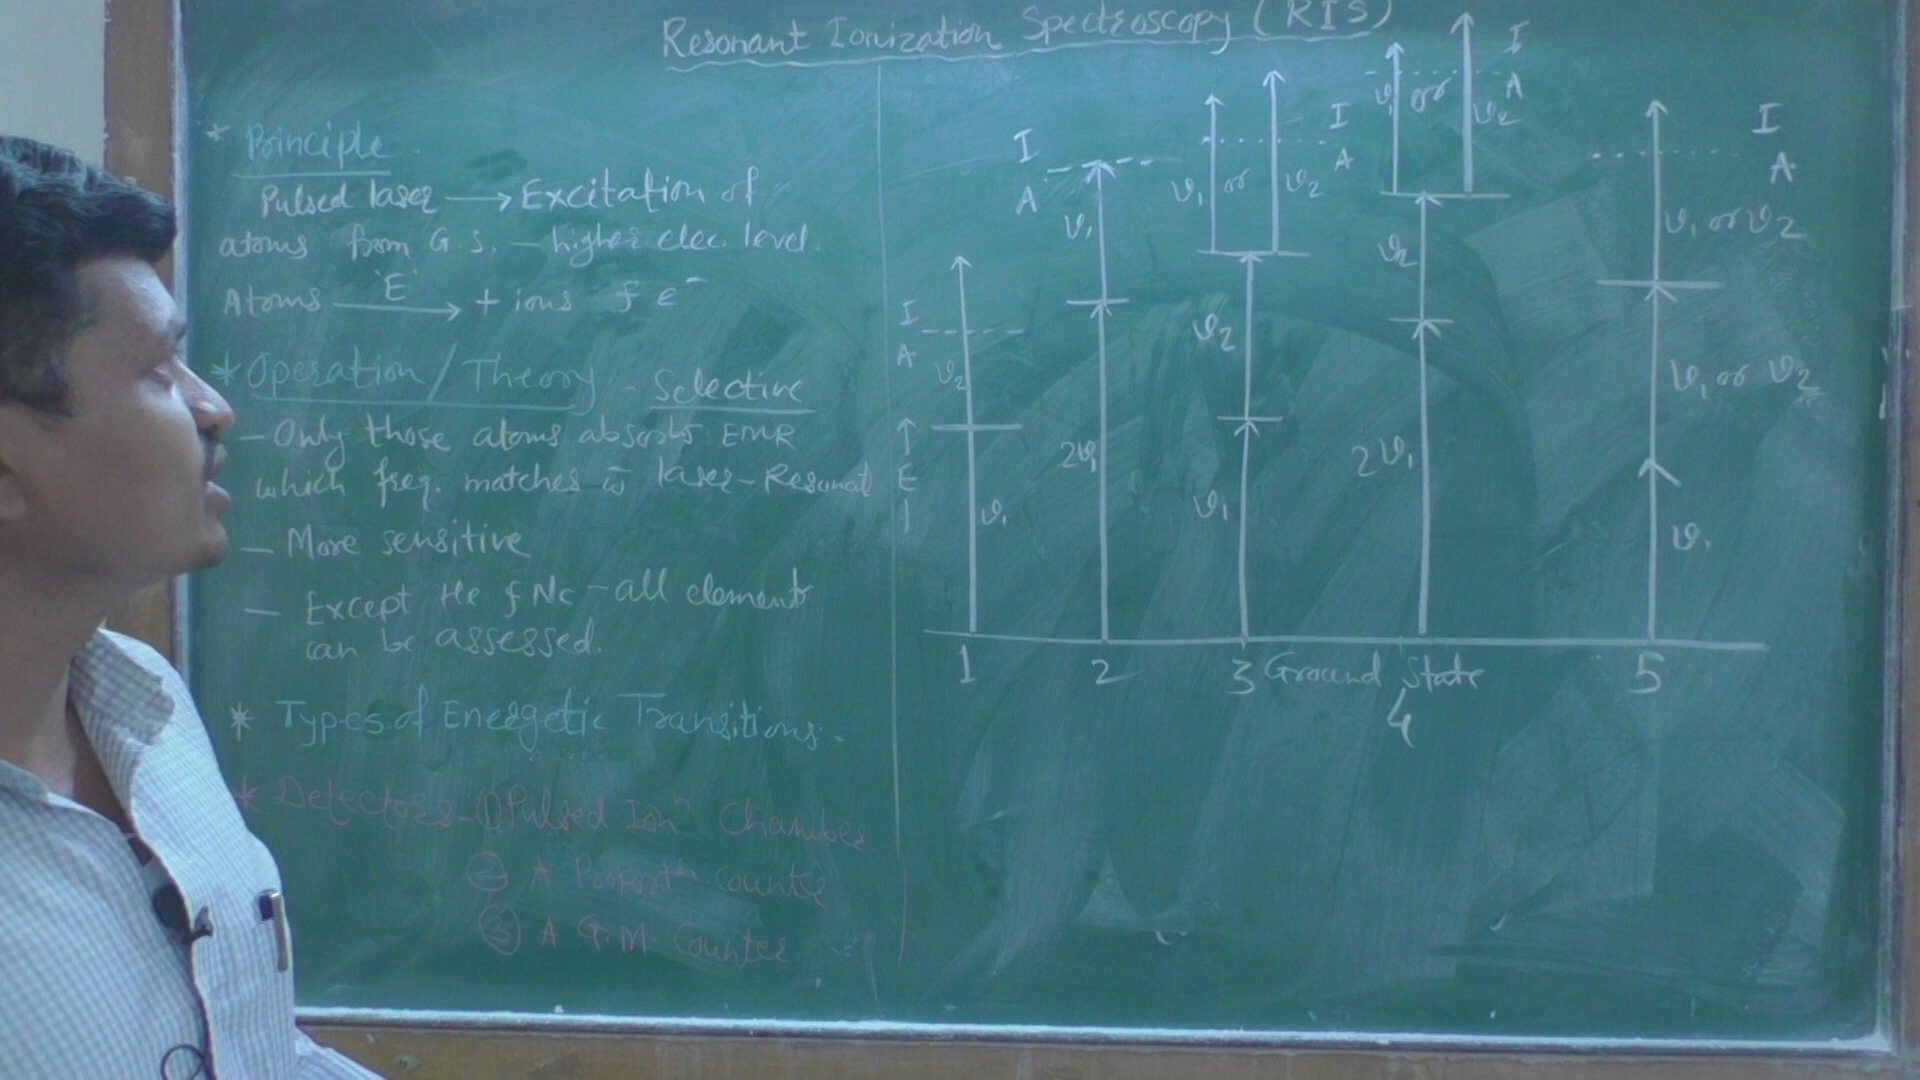 Resonant Ionization Spectroscopy (RIS)
* Principle.
Pulsed laser → Excitation of
atoms from G.S. — higher elec. level.
Atoms 'E' → + ions & e⁻
* Operation / Theory - Selective
- Only those atoms absorbs EMR
which freq. matches w̄ laser - Resonat
- More sensitive
- Except He & Ne - all elements
can be assessed.
* Types of Energetic Transitions.
* Detectors - ① Pulsed Ionⁿ Chamber
② A Proporᵗⁿ counter
③ A G.M. Counter
I
A
ν₂
↑
E
|
ν₁
I
A
ν₁
2ν₁
I
A
ν₁ or ν₂
ν₂
ν₁
I
A
ν₁ or ν₂
ν₂
2ν₁
I
A
ν₁ or ν₂
ν₁ or ν₂
ν₁
1 2 3 Ground State 5
4